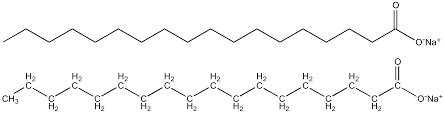 O
O⁻Na⁺
O
H₂ H₂ H₂ H₂ H₂ H₂ H₂ H₂
C C C C C C C C C
CH₃ C C C C C C C C O⁻Na⁺
H₂ H₂ H₂ H₂ H₂ H₂ H₂ H₂